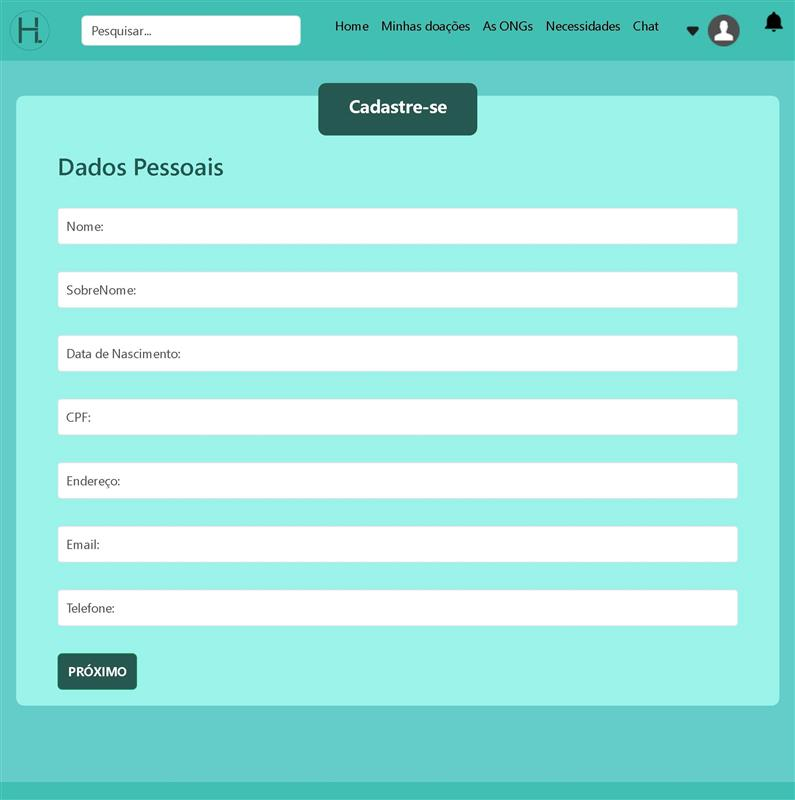 H.
Pesquisar... Home Minhas doações As ONGs Necessidades Chat
Cadastre-se
Dados Pessoais
Nome:
SobreNome:
Data de Nascimento:
CPF:
Endereço:
Email:
Telefone:
PRÓXIMO